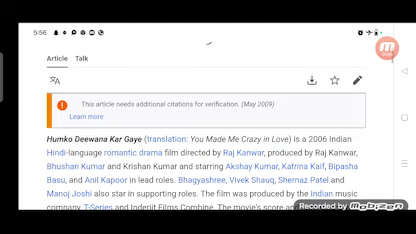 5:56
Article Talk
This article needs additional citations for verification. (May 2009)
Learn more
Humko Deewana Kar Gaye (translation: You Made Me Crazy in Love) is a 2006 Indian
Hindi-language romantic drama film directed by Raj Kanwar, produced by Raj Kanwar,
Bhushan Kumar and Krishan Kumar and starring Akshay Kumar, Katrina Kaif, Bipasha
Basu, and Anil Kapoor in lead roles. Bhagyashree, Vivek Shauq, Shernaz Patel and
Manoj Joshi also star in supporting roles. The film was produced by the Indian music
company, T-Series and Inderjit Films Combine. The movie's score an
Recorded by Mobizen